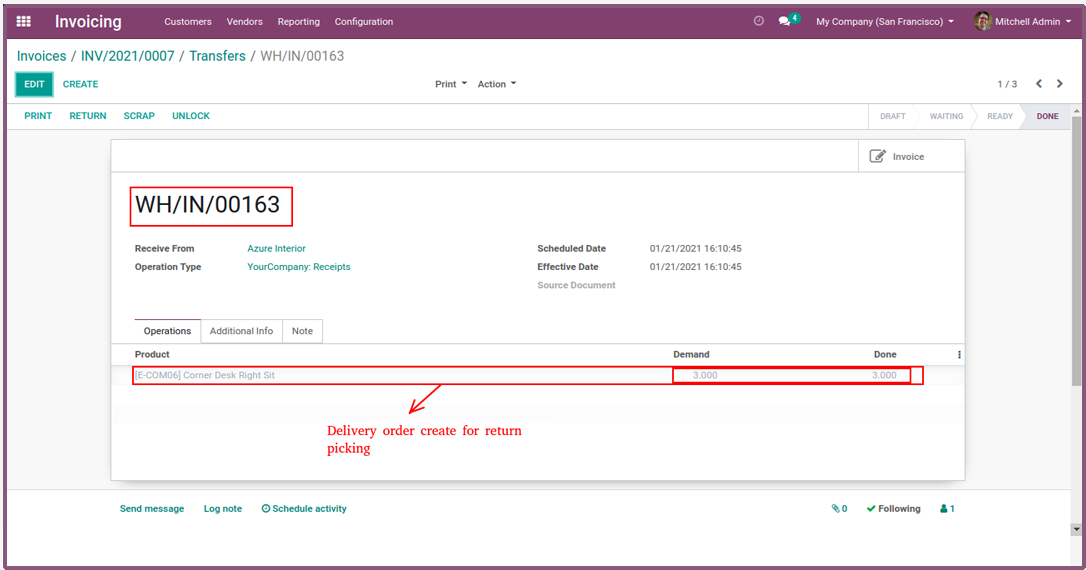 Invoicing Customers Vendors Reporting Configuration 4 My Company (San Francisco) Mitchell Admin
Invoices / INV/2021/0007 / Transfers / WH/IN/00163
EDIT CREATE Print Action 1 / 3
PRINT RETURN SCRAP UNLOCK DRAFT WAITING READY DONE
Invoice
WH/IN/00163
Receive From Azure Interior Scheduled Date 01/21/2021 16:10:45
Operation Type YourCompany: Receipts Effective Date 01/21/2021 16:10:45
Source Document
Operations Additional Info Note
Product Demand Done
[E-COM06] Corner Desk Right Sit 3.000 3.000
Delivery order create for return
picking
Send message Log note Schedule activity 0 Following 1